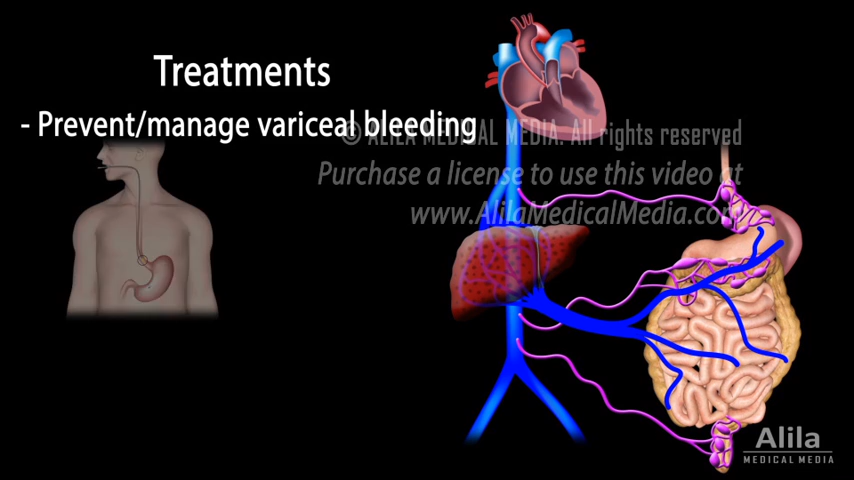 Treatments
- Prevent/manage variceal bleeding
© ALILA MEDICAL MEDIA. All rights reserved
Purchase a license to use this video at
www.AlilaMedicalMedia.com
Alila
MEDICAL MEDIA